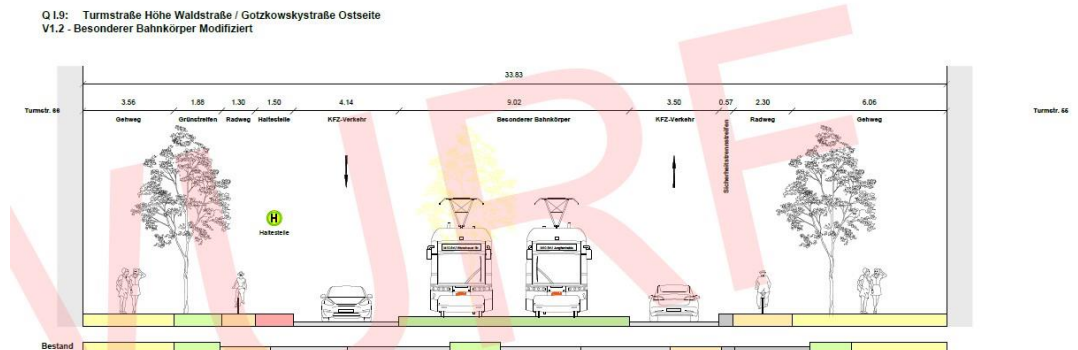 Q I.9: Turmstraße Höhe Waldstraße / Gotzkowskystraße Ostseite
V1.2 - Besonderer Bahnkörper Modifiziert
33.83
3.56 1.88 1.30 1.50 4.14 9.02 3.50 0.57 2.30 6.06
Turmstr. 66 Turmstr. 55
Gehweg Grünstreifen Radweg Haltestelle KFZ-Verkehr Besonderer Bahnkörper KFZ-Verkehr Sicherheitstrennstreifen Radweg Gehweg
H
Haltestelle
Bestand